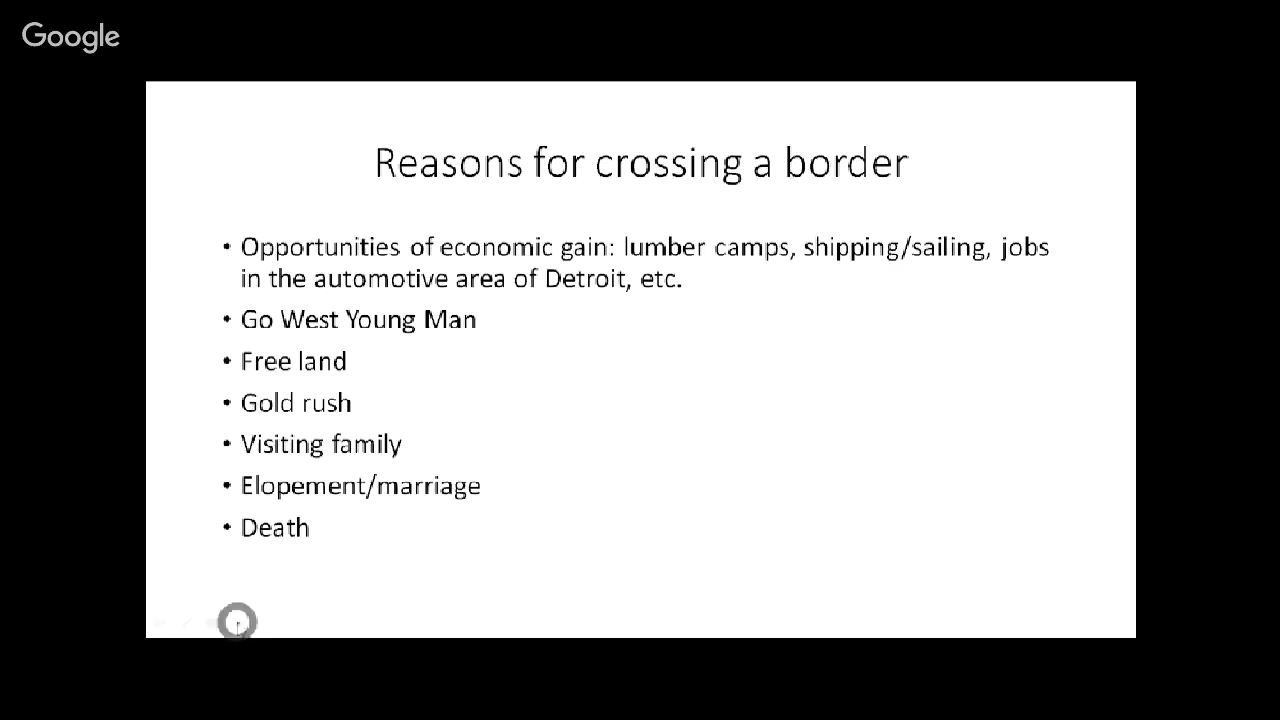 Google
Reasons for crossing a border
• Opportunities of economic gain: lumber camps, shipping/sailing, jobs
in the automotive area of Detroit, etc.
• Go West Young Man
• Free land
• Gold rush
• Visiting family
• Elopement/marriage
• Death